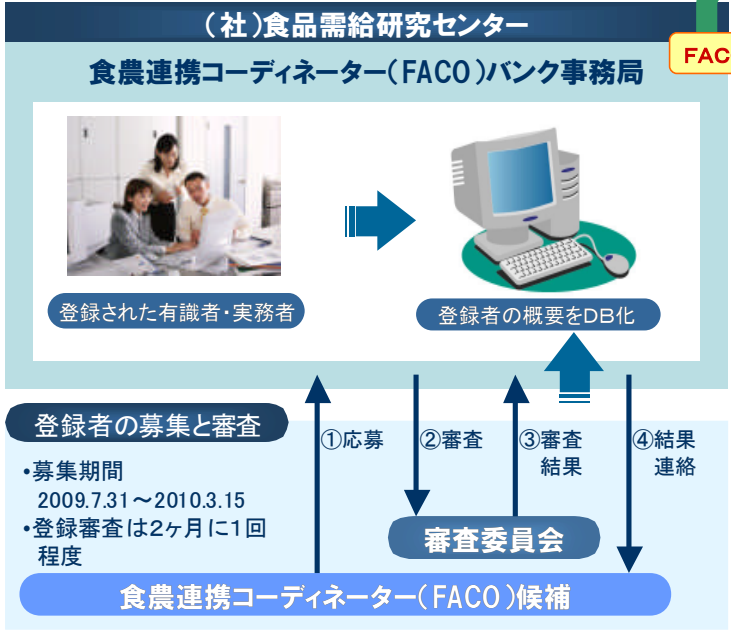 （社）食品需給研究センター
FAC
食農連携コーディネーター（FACO）バンク事務局
登録された有識者・実務者
登録者の概要をDB化
登録者の募集と審査
①応募
②審査
③審査
結果
④結果
連絡
•募集期間
2009.7.31～2010.3.15
•登録審査は2ヶ月に1回
程度
審査委員会
食農連携コーディネーター（FACO）候補